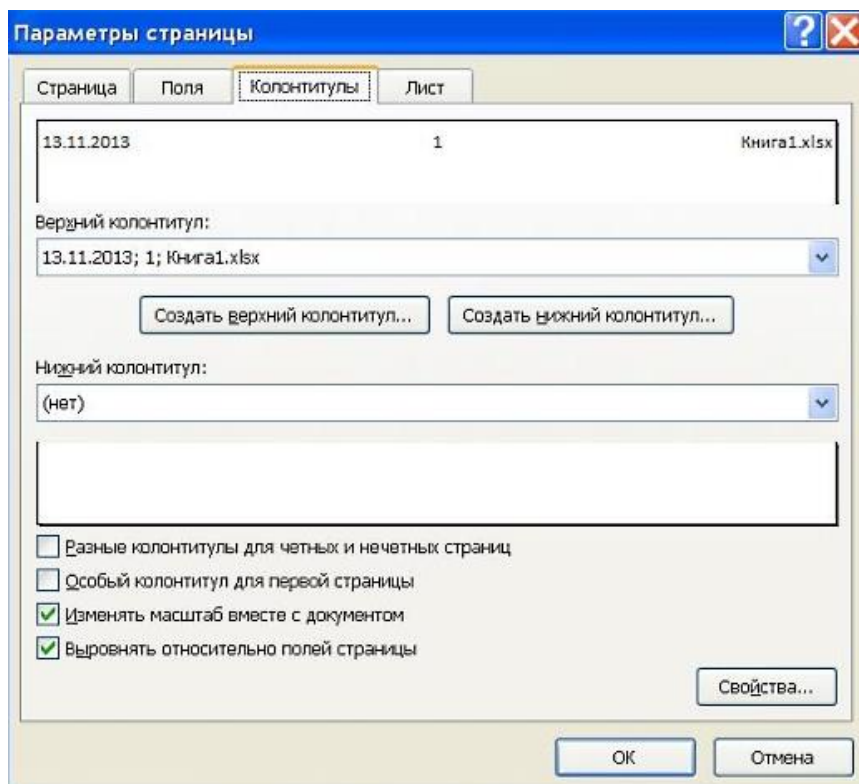 Параметры страницы
Страница Поля Колонтитулы Лист
13.11.2013 1 Книга1.xlsx
Верхний колонтитул:
13.11.2013; 1; Книга1.xlsx
Создать верхний колонтитул... Создать нижний колонтитул...
Нижний колонтитул:
(нет)
Разные колонтитулы для четных и нечетных страниц
Особый колонтитул для первой страницы
Изменять масштаб вместе с документом
Выровнять относительно полей страницы
Свойства...
ОК Отмена